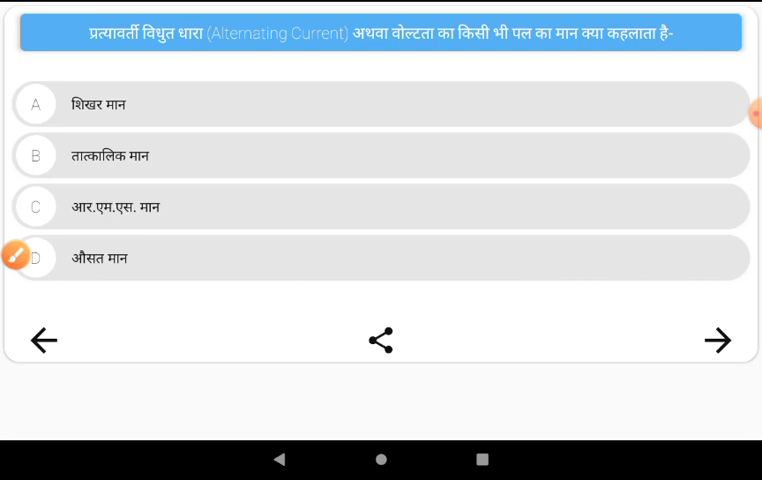 प्रत्यावर्ती विधुत धारा (Alternating Current) अथवा वोल्टता का किसी भी पल का मान क्या कहलाता है-
A शिखर मान
B तात्कालिक मान
C आर.एम.एस. मान
D औसत मान